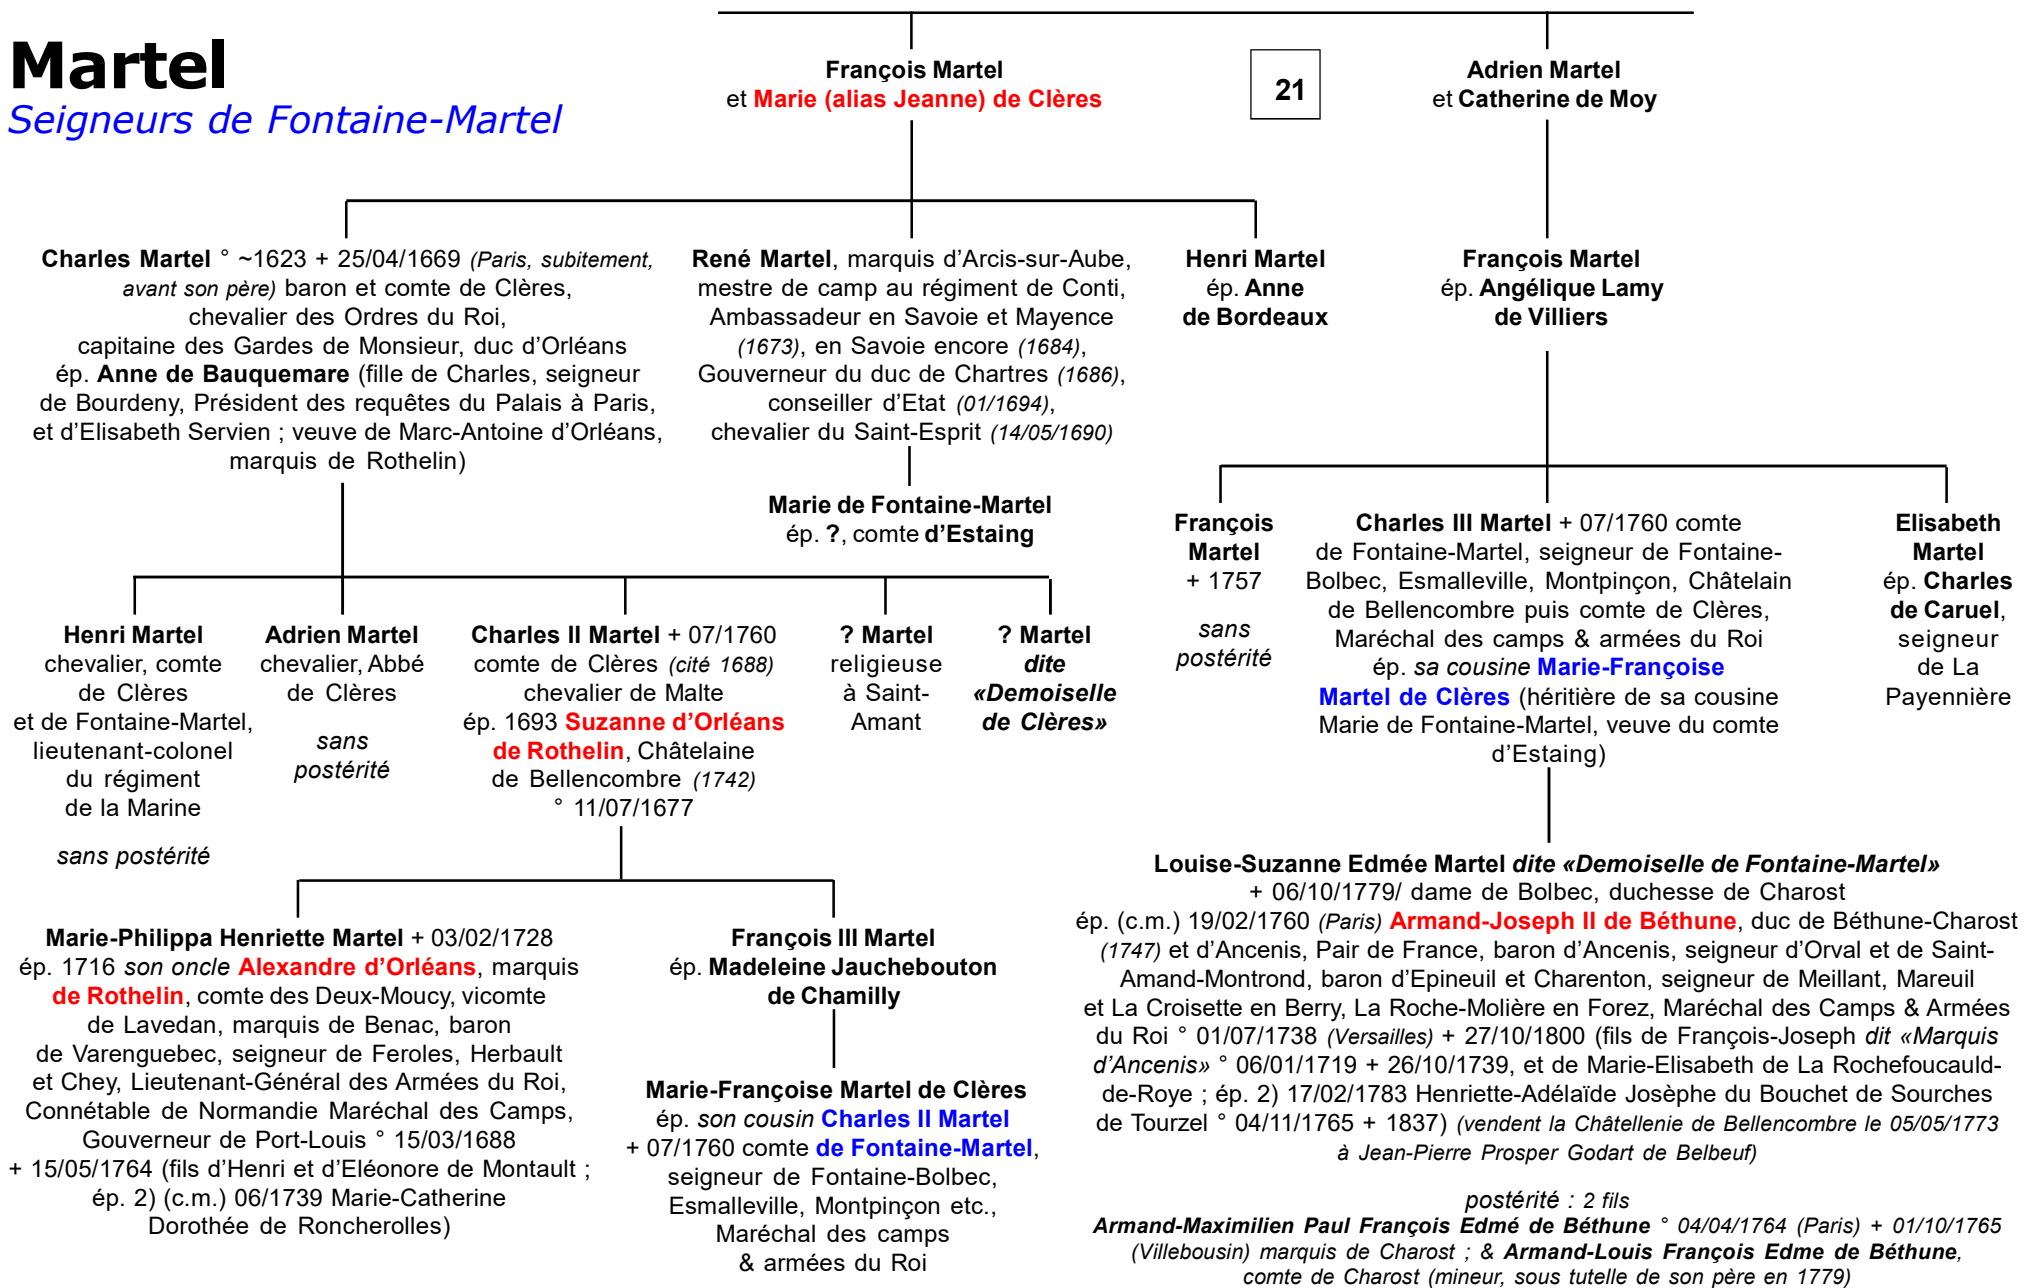 Martel
Seigneurs de Fontaine-Martel
François Martel
et Marie (alias Jeanne) de Clères
21
Adrien Martel
et Catherine de Moy
Charles Martel ° ~1623 + 25/04/1669 (Paris, subitement,
avant son père) baron et comte de Clères,
chevalier des Ordres du Roi,
capitaine des Gardes de Monsieur, duc d’Orléans
ép. Anne de Bauquemare (fille de Charles, seigneur
de Bourdeny, Président des requêtes du Palais à Paris,
et d’Elisabeth Servien ; veuve de Marc-Antoine d’Orléans,
marquis de Rothelin)
René Martel, marquis d’Arcis-sur-Aube,
mestre de camp au régiment de Conti,
Ambassadeur en Savoie et Mayence
(1673), en Savoie encore (1684),
Gouverneur du duc de Chartres (1686),
conseiller d’Etat (01/1694),
chevalier du Saint-Esprit (14/05/1690)
Henri Martel
ép. Anne
de Bordeaux
François Martel
ép. Angélique Lamy
de Villiers
Marie de Fontaine-Martel
ép. ?, comte d’Estaing
François
Martel
+ 1757
sans
postérité
Charles III Martel + 07/1760 comte
de Fontaine-Martel, seigneur de Fontaine-
Bolbec, Esmalleville, Montpinçon, Châtelain
de Bellencombre puis comte de Clères,
Maréchal des camps & armées du Roi
ép. sa cousine Marie-Françoise
Martel de Clères (héritière de sa cousine
Marie de Fontaine-Martel, veuve du comte
d’Estaing)
Elisabeth
Martel
ép. Charles
de Caruel,
seigneur
de La
Payennière
Henri Martel
chevalier, comte
de Clères
et de Fontaine-Martel,
lieutenant-colonel
du régiment
de la Marine
sans postérité
Adrien Martel
chevalier, Abbé
de Clères
sans
postérité
Charles II Martel + 07/1760
comte de Clères (cité 1688)
chevalier de Malte
ép. 1693 Suzanne d’Orléans
de Rothelin, Châtelaine
de Bellencombre (1742)
° 11/07/1677
? Martel
religieuse
à Saint-
Amant
? Martel
dite
«Demoiselle
de Clères»
Marie-Philippa Henriette Martel + 03/02/1728
ép. 1716 son oncle Alexandre d’Orléans, marquis
de Rothelin, comte des Deux-Moucy, vicomte
de Lavedan, marquis de Benac, baron
de Varenguebec, seigneur de Feroles, Herbault
et Chey, Lieutenant-Général des Armées du Roi,
Connétable de Normandie Maréchal des Camps,
Gouverneur de Port-Louis ° 15/03/1688
+ 15/05/1764 (fils d’Henri et d’Eléonore de Montault ;
ép. 2) (c.m.) 06/1739 Marie-Catherine
Dorothée de Roncherolles)
François III Martel
ép. Madeleine Jauchebouton
de Chamilly
Marie-Françoise Martel de Clères
ép. son cousin Charles II Martel
+ 07/1760 comte de Fontaine-Martel,
seigneur de Fontaine-Bolbec,
Esmalleville, Montpinçon etc.,
Maréchal des camps
& armées du Roi
Louise-Suzanne Edmée Martel dite «Demoiselle de Fontaine-Martel»
+ 06/10/1779/ dame de Bolbec, duchesse de Charost
ép. (c.m.) 19/02/1760 (Paris) Armand-Joseph II de Béthune, duc de Béthune-Charost
(1747) et d’Ancenis, Pair de France, baron d’Ancenis, seigneur d’Orval et de Saint-
Amand-Montrond, baron d’Epineuil et Charenton, seigneur de Meillant, Mareuil
et La Croisette en Berry, La Roche-Molière en Forez, Maréchal des Camps & Armées
du Roi ° 01/07/1738 (Versailles) + 27/10/1800 (fils de François-Joseph dit «Marquis
d’Ancenis» ° 06/01/1719 + 26/10/1739, et de Marie-Elisabeth de La Rochefoucauld-
de-Roye ; ép. 2) 17/02/1783 Henriette-Adélaïde Josèphe du Bouchet de Sourches
de Tourzel ° 04/11/1765 + 1837) (vendent la Châtellenie de Bellencombre le 05/05/1773
à Jean-Pierre Prosper Godart de Belbeuf)
postérité : 2 fils
Armand-Maximilien Paul François Edmé de Béthune ° 04/04/1764 (Paris) + 01/10/1765
(Villebousin) marquis de Charost ; & Armand-Louis François Edme de Béthune,
comte de Charost (mineur, sous tutelle de son père en 1779)